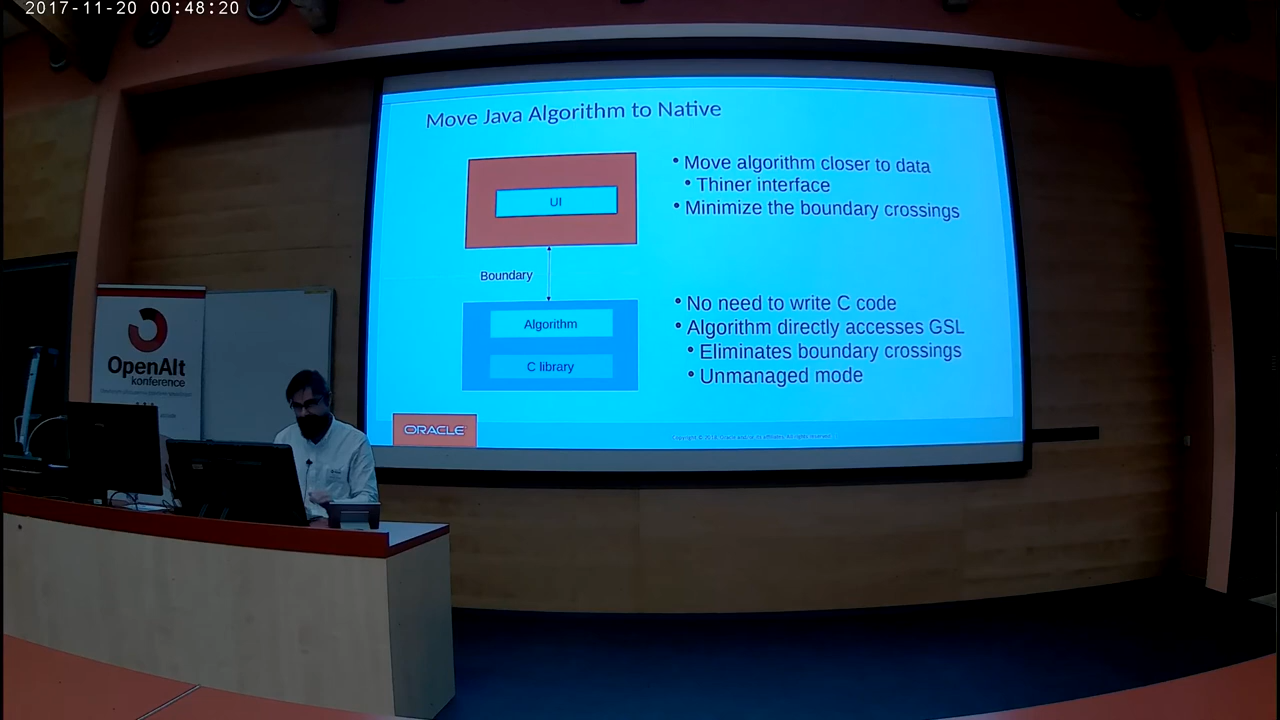 2017-11-20 00:48:20
Move Java Algorithm to Native
UI
Boundary
Algorithm
C library
• Move algorithm closer to data
• Thiner interface
• Minimize the boundary crossings
• No need to write C code
• Algorithm directly accesses GSL
• Eliminates boundary crossings
• Unmanaged mode
ORACLE
OpenAlt
konference